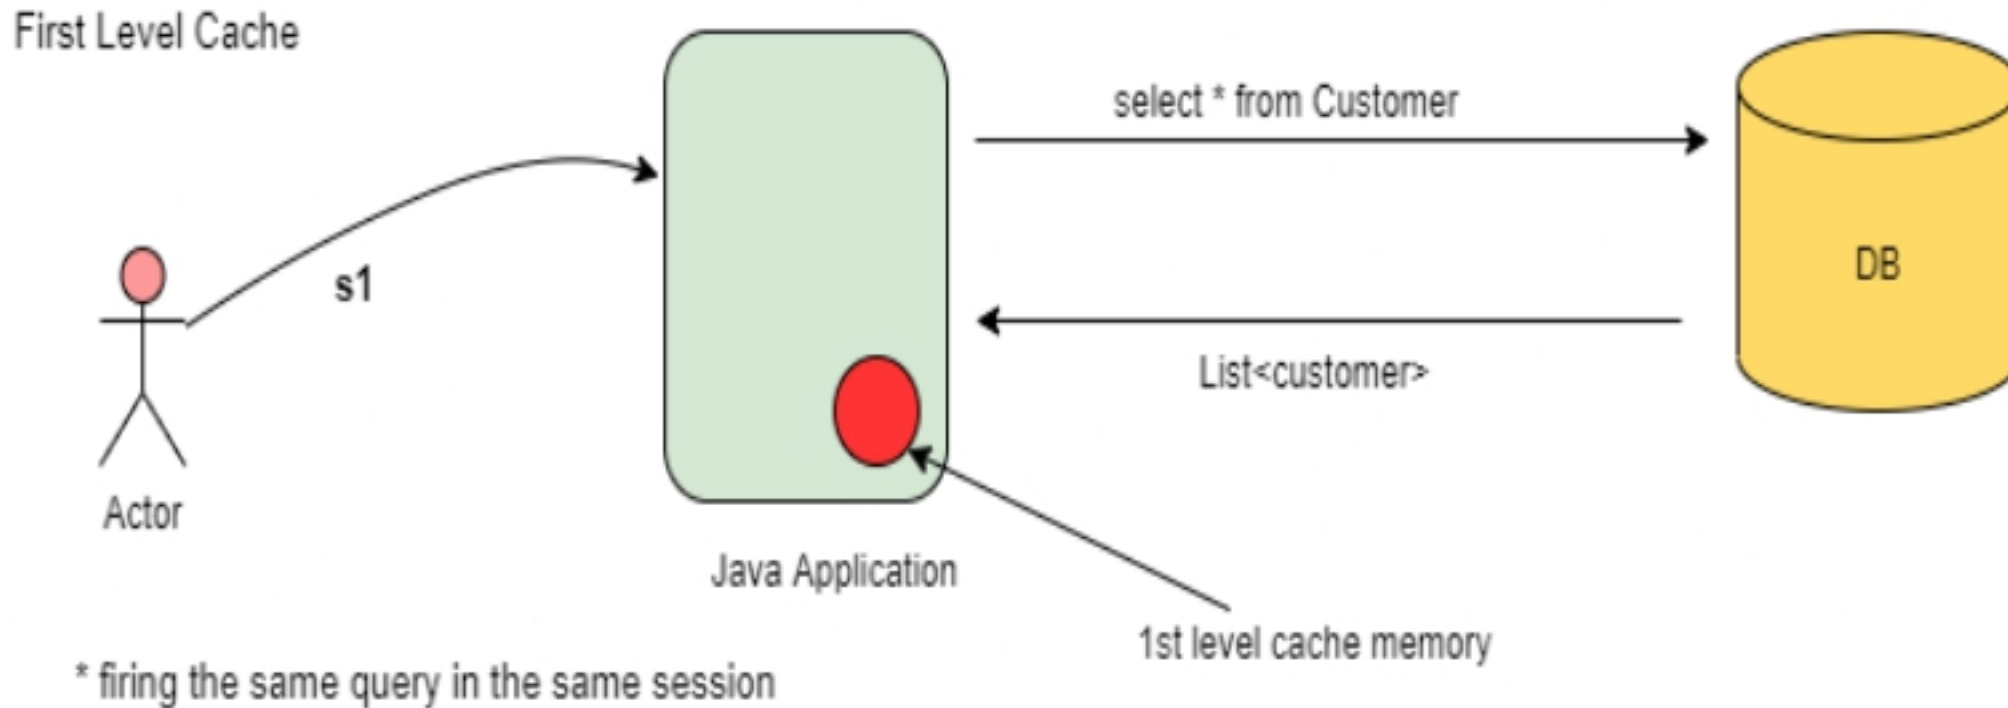 First Level Cache
select * from Customer
s1
DB
List<customer>
Actor
Java Application
1st level cache memory
* firing the same query in the same session